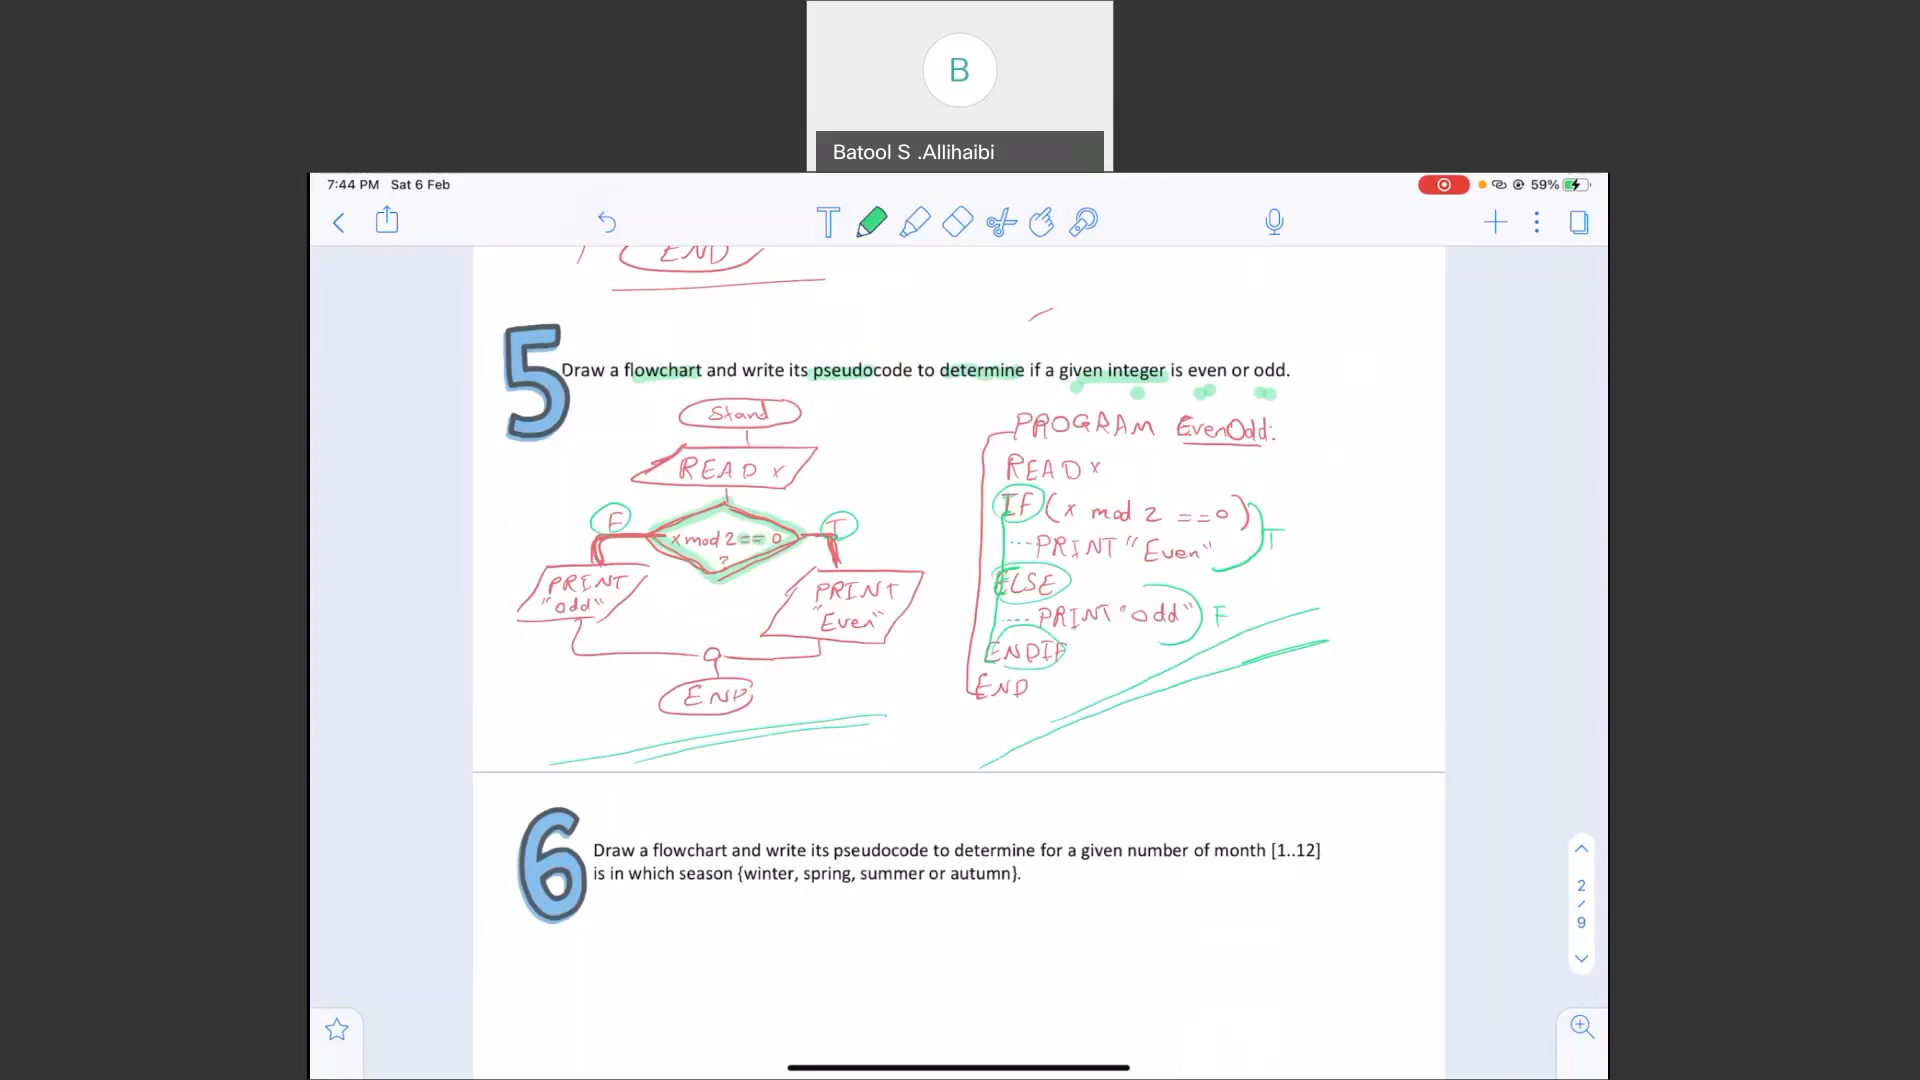 B
Batool S .Allihaibi
7:44 PM Sat 6 Feb
59%
END
5
Draw a flowchart and write its pseudocode to determine if a given integer is even or odd.
Stand
READ x
x mod 2 == 0
?
F
T
PRINT
"odd"
PRINT
"Even"
END
PROGRAM EvenOdd:
READ x
IF (x mod 2 ==0)
PRINT "Even"
T
ELSE
PRINT "Odd"
F
ENDIF
END
6
Draw a flowchart and write its pseudocode to determine for a given number of month [1..12]
is in which season {winter, spring, summer or autumn}.
2
/
9